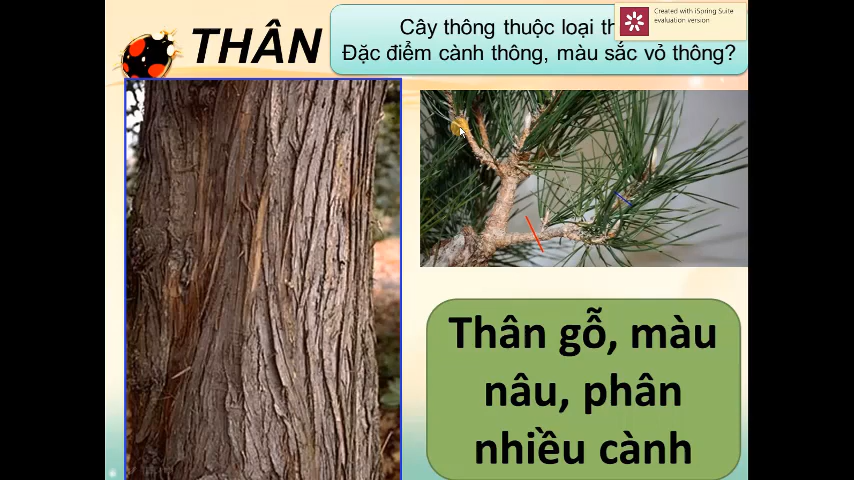 THÂN
Cây thông thuộc loại
Đặc điểm cành thông, màu sắc vỏ thông?
Created with iSpring Suite
evaluation version
Thân gỗ, màu
nâu, phân
nhiều cành